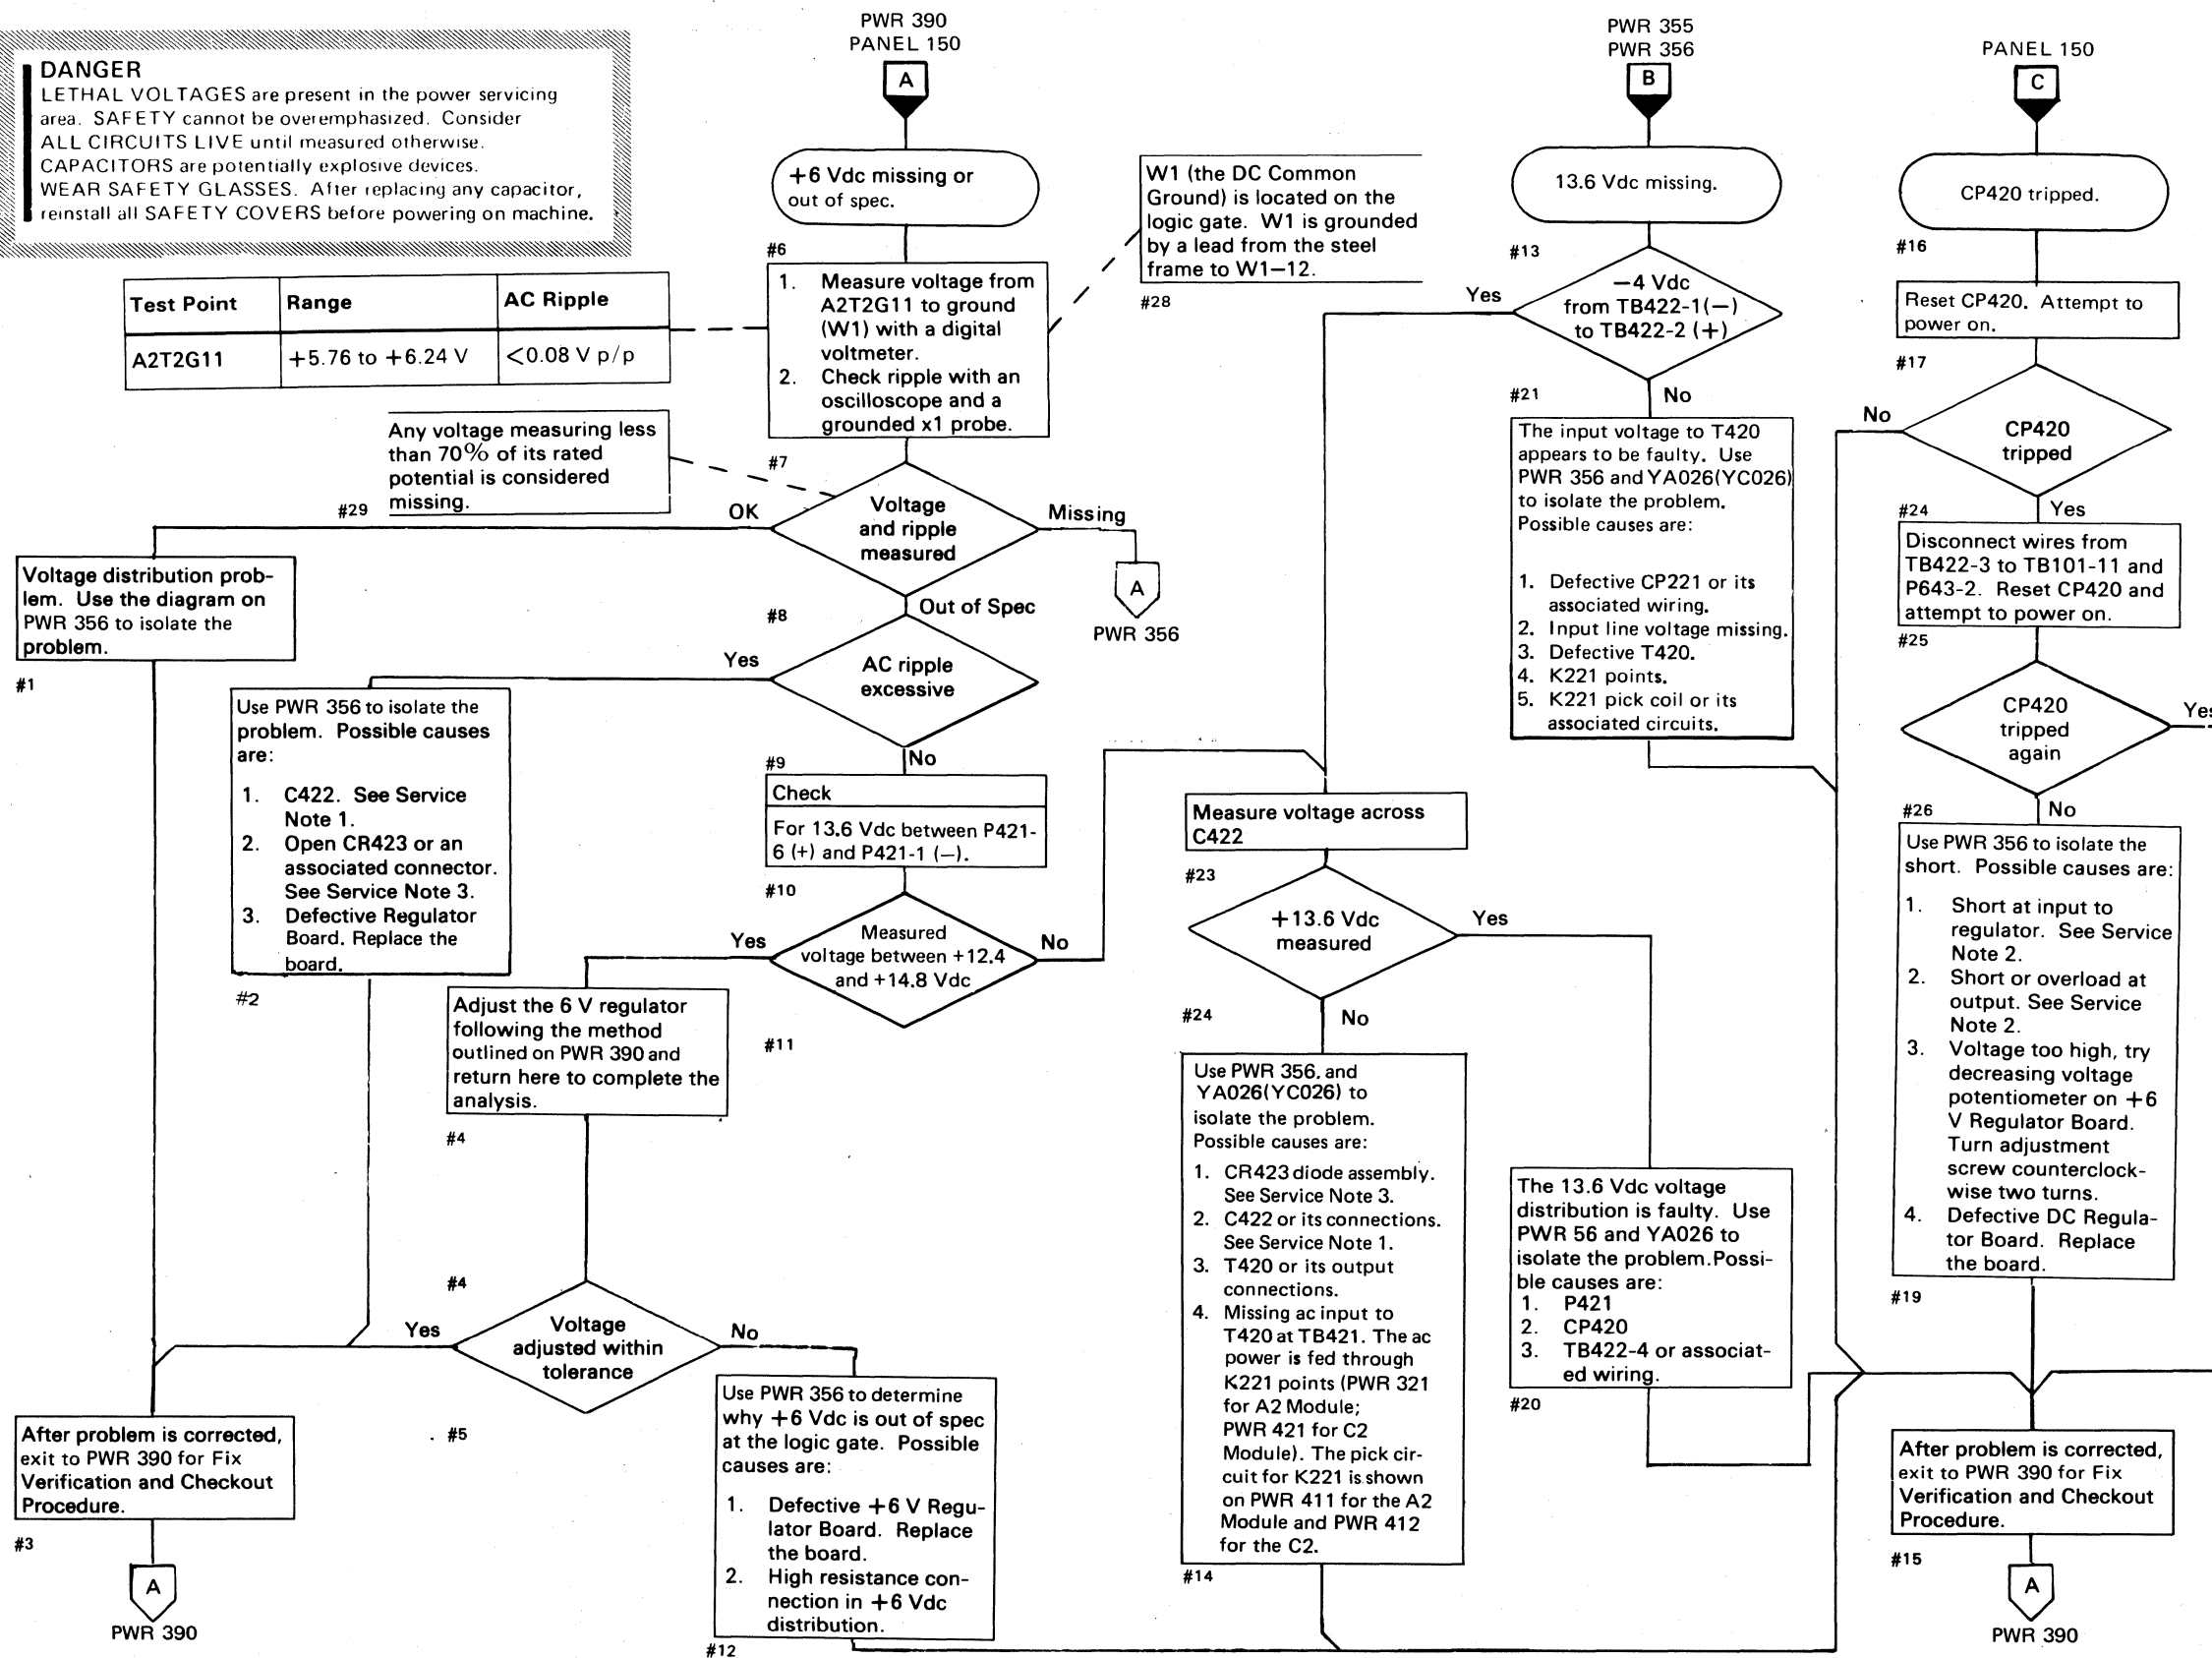 DANGER
LETHAL VOLTAGES are present in the power servicing
area. SAFETY cannot be overemphasized. Consider
ALL CIRCUITS LIVE until measured otherwise.
CAPACITORS are potentially explosive devices.
WEAR SAFETY GLASSES. After replacing any capacitor,
reinstall all SAFETY COVERS before powering on machine.
Test Point Range AC Ripple
A2T2G11 +5.76 to +6.24 V <0.08 V p/p
PWR 390
PANEL 150
A
+6 Vdc missing or
out of spec.
#6
1. Measure voltage from
A2T2G11 to ground
(W1) with a digital
voltmeter.
2. Check ripple with an
oscilloscope and a
grounded x1 probe.
W1 (the DC Common
Ground) is located on the
logic gate. W1 is grounded
by a lead from the steel
frame to W1-12.
#28
Any voltage measuring less
than 70% of its rated
potential is considered
missing.
#29
#7
Voltage
and ripple
measured
OK
Missing
A
PWR 356
Out of Spec
Voltage distribution prob-
lem. Use the diagram on
PWR 356 to isolate the
problem.
#1
#8
AC ripple
excessive
Yes
No
Use PWR 356 to isolate the
problem. Possible causes
are:
1. C422. See Service
Note 1.
2. Open CR423 or an
associated connector.
See Service Note 3.
3. Defective Regulator
Board. Replace the
board.
#2
#9
Check
For 13.6 Vdc between P421-
6 (+) and P421-1 (-).
#10
Measured
voltage between +12.4
and +14.8 Vdc
Yes
No
#11
Adjust the 6 V regulator
following the method
outlined on PWR 390 and
return here to complete the
analysis.
#4
#4
Voltage
adjusted within
tolerance
Yes
No
#5
After problem is corrected,
exit to PWR 390 for Fix
Verification and Checkout
Procedure.
#3
A
PWR 390
Use PWR 356 to determine
why +6 Vdc is out of spec
at the logic gate. Possible
causes are:
1. Defective +6 V Regu-
lator Board. Replace
the board.
2. High resistance con-
nection in +6 Vdc
distribution.
#12
PWR 355
PWR 356
B
13.6 Vdc missing.
#13
-4 Vdc
from TB422-1(-)
to TB422-2 (+)
Yes
No
#21
The input voltage to T420
appears to be faulty. Use
PWR 356 and YA026(YC026)
to isolate the problem.
Possible causes are:
1. Defective CP221 or its
associated wiring.
2. Input line voltage missing.
3. Defective T420.
4. K221 points.
5. K221 pick coil or its
associated circuits.
Measure voltage across
C422
#23
+13.6 Vdc
measured
Yes
No
#24
Use PWR 356. and
YA026(YC026) to
isolate the problem.
Possible causes are:
1. CR423 diode assembly.
See Service Note 3.
2. C422 or its connections.
See Service Note 1.
3. T420 or its output
connections.
4. Missing ac input to
T420 at TB421. The ac
power is fed through
K221 points (PWR 321
for A2 Module;
PWR 421 for C2
Module). The pick cir-
cuit for K221 is shown
on PWR 411 for the A2
Module and PWR 412
for the C2.
#14
The 13.6 Vdc voltage
distribution is faulty. Use
PWR 56 and YA026 to
isolate the problem.Possi-
ble causes are:
1. P421
2. CP420
3. TB422-4 or associat-
ed wiring.
#20
PANEL 150
C
CP420 tripped.
#16
Reset CP420. Attempt to
power on.
#17
CP420
tripped
No
Yes
#24
Disconnect wires from
TB422-3 to TB101-11 and
P643-2. Reset CP420 and
attempt to power on.
#25
CP420
tripped
again
Yes
No
#26
Use PWR 356 to isolate the
short. Possible causes are:
1. Short at input to
regulator. See Service
Note 2.
2. Short or overload at
output. See Service
Note 2.
3. Voltage too high, try
decreasing voltage
potentiometer on +6
V Regulator Board.
Turn adjustment
screw counterclock-
wise two turns.
4. Defective DC Regula-
tor Board. Replace
the board.
#19
After problem is corrected,
exit to PWR 390 for Fix
Verification and Checkout
Procedure.
#15
A
PWR 390